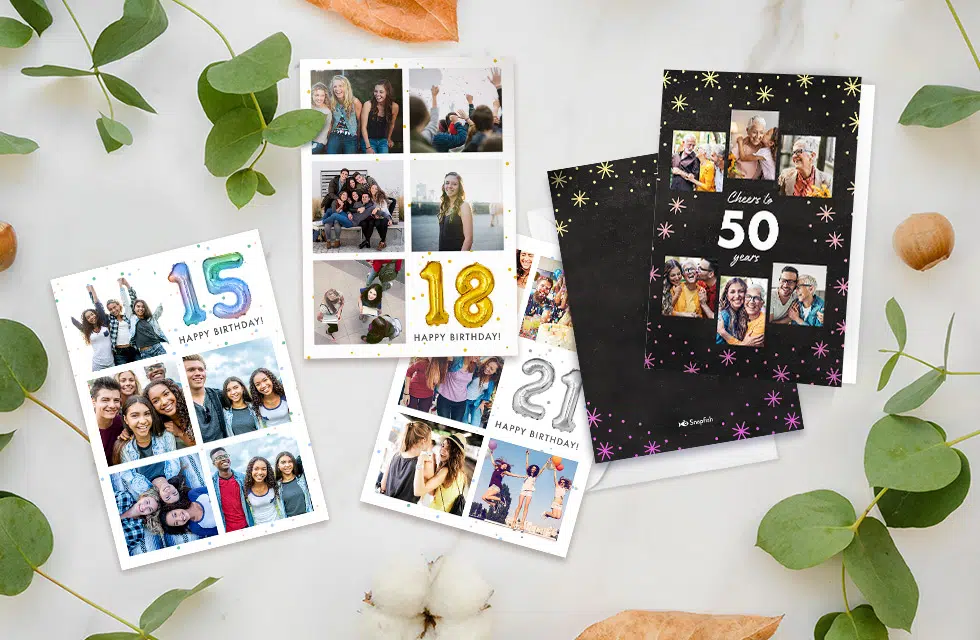 15
HAPPY BIRTHDAY!
18
HAPPY BIRTHDAY!
21
HAPPY BIRTHDAY!
Cheers to
50
years
Snapfish